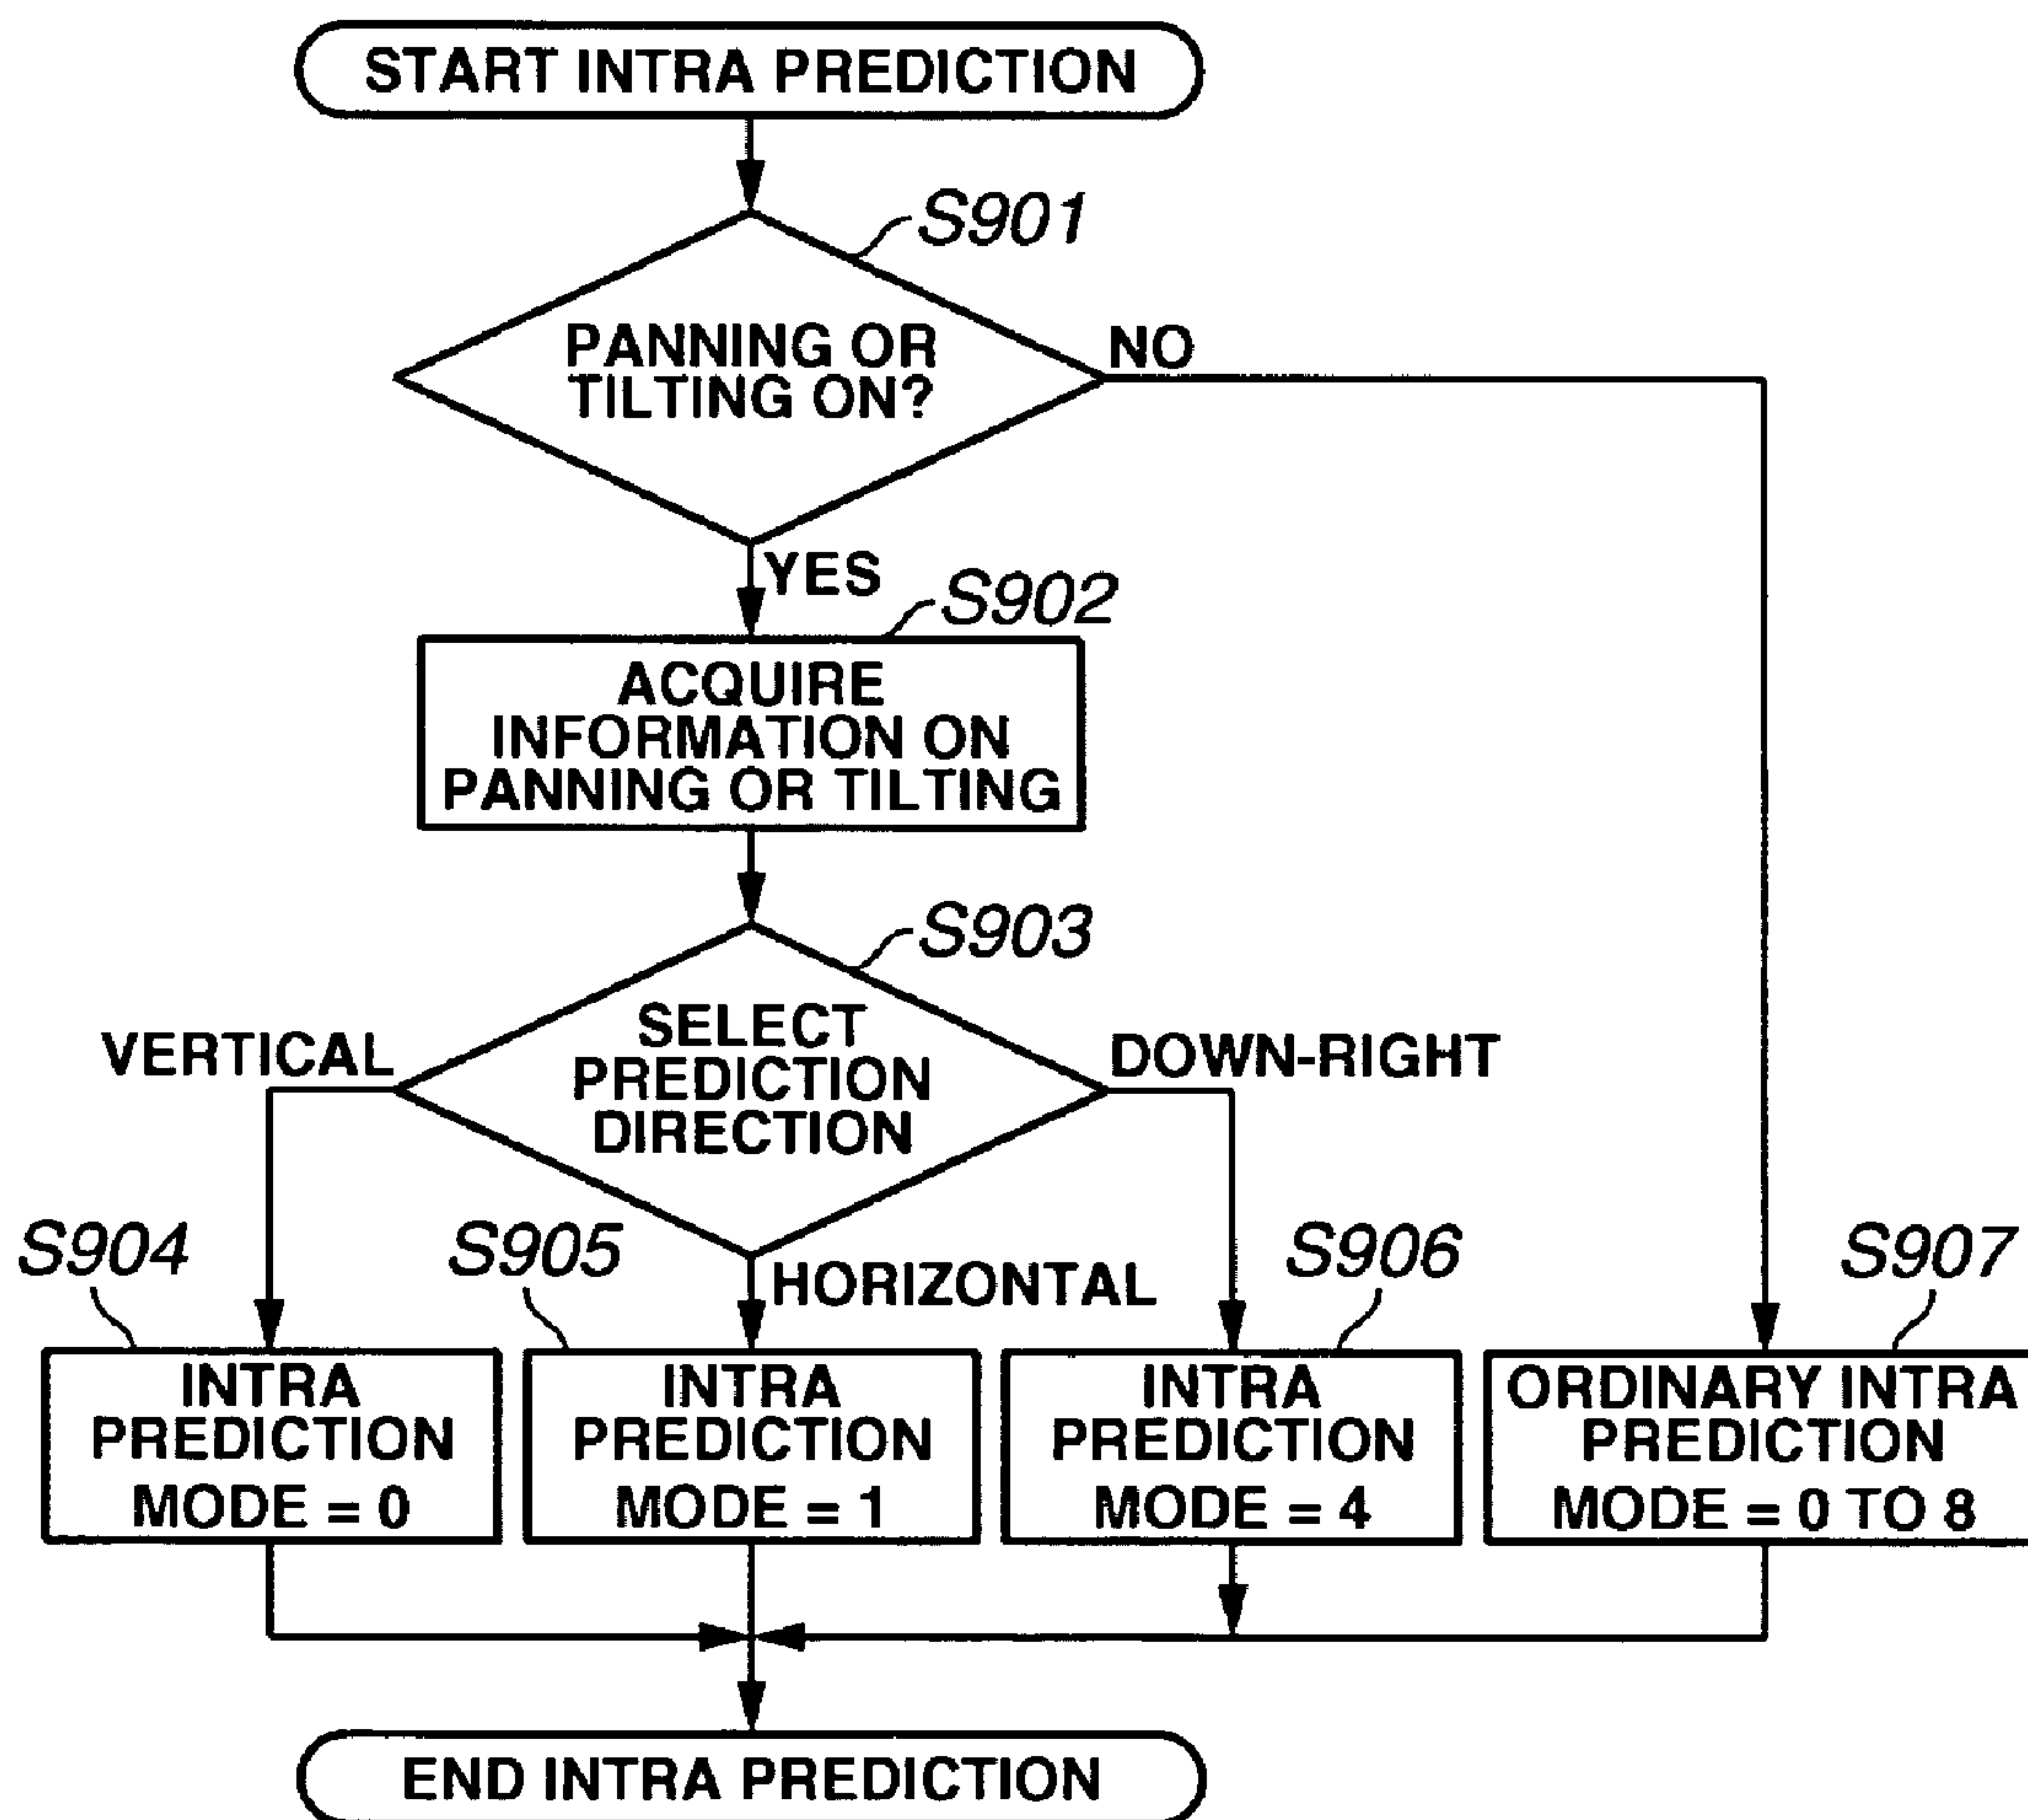 START INTRA PREDICTION
S901
PANNING OR
TILTING ON?
NO
YES
S902
ACQUIRE
INFORMATION ON
PANNING OR TILTING
S903
SELECT
PREDICTION
DIRECTION
VERTICAL
DOWN-RIGHT
HORIZONTAL
S904
INTRA
PREDICTION
MODE = 0
S905
INTRA
PREDICTION
MODE = 1
S906
INTRA
PREDICTION
MODE = 4
S907
ORDINARY INTRA
PREDICTION
MODE = 0 TO 8
END INTRA PREDICTION